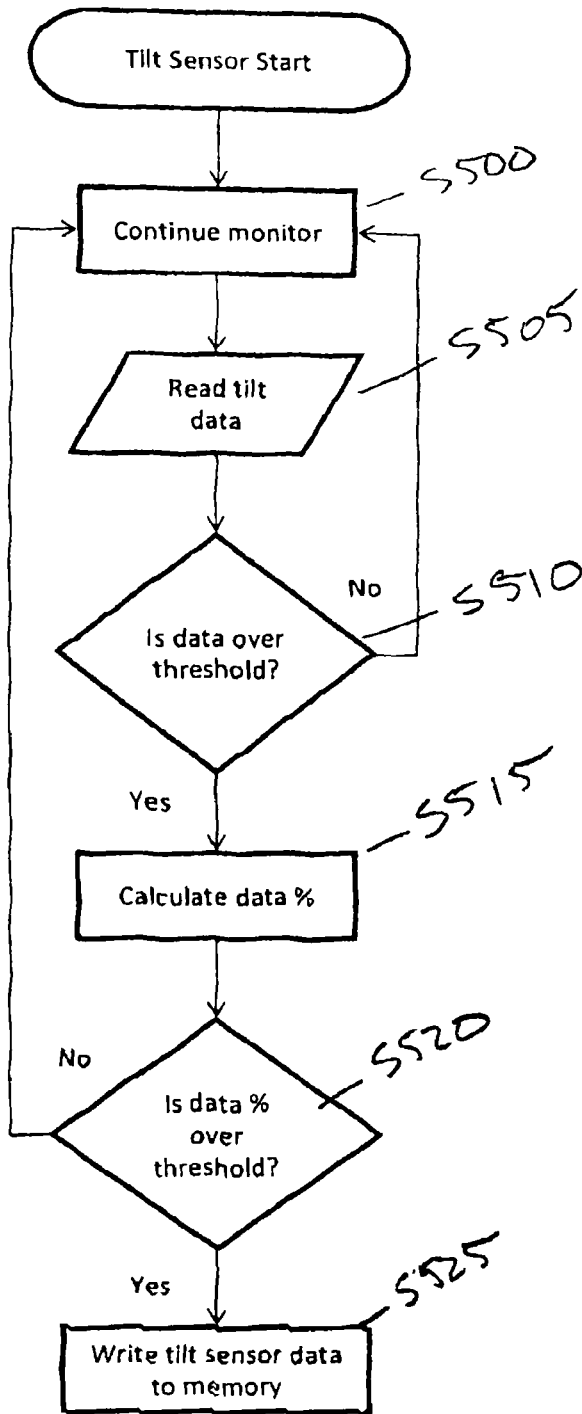 Tilt Sensor Start
S500
Continue monitor
S505
Read tilt
data
No
S510
Is data over
threshold?
Yes
S515
Calculate data %
No
S520
Is data %
over
threshold?
Yes
S525
Write tilt sensor data
to memory